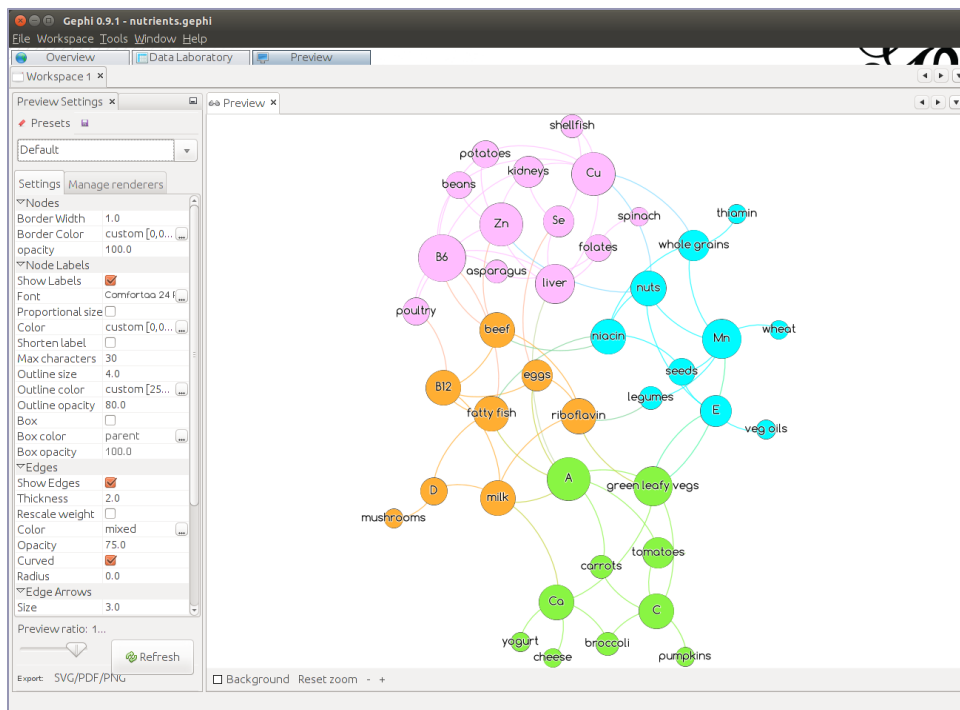 Gephi 0.9.1 - nutrients.gephi
File Workspace Tools Window Help
Overview Data Laboratory Preview
Workspace 1 ×
Preview Settings ×
Presets
Default
Settings Manage renderers
Nodes
Border Width 1.0
Border Color custom [0,0... ...
opacity 100.0
Node Labels
Show Labels
Font Comfortaa 24 F ...
Proportional size
Color custom [0,0... ...
Shorten label
Max characters 30
Outline size 4.0
Outline color custom [25... ...
Outline opacity 80.0
Box
Box color parent ...
Box opacity 100.0
Edges
Show Edges
Thickness 2.0
Rescale weight
Color mixed ...
Opacity 75.0
Curved
Radius 0.0
Edge Arrows
Size 3.0
Preview ratio: 1...
Refresh
Export: SVG/PDF/PNG
Preview ×
shellfish
potatoes
kidneys
Cu
beans
spinach
thiamin
Zn
Se
whole grains
folates
B6
asparagus
liver
nuts
poultry
beef
niacin
Mn
wheat
eggs
seeds
B12
legumes
fatty fish
riboflavin
E
veg oils
A
green leafy vegs
D
milk
mushrooms
tomatoes
carrots
Ca
C
yogurt
broccoli
cheese
pumpkins
Background Reset zoom - +